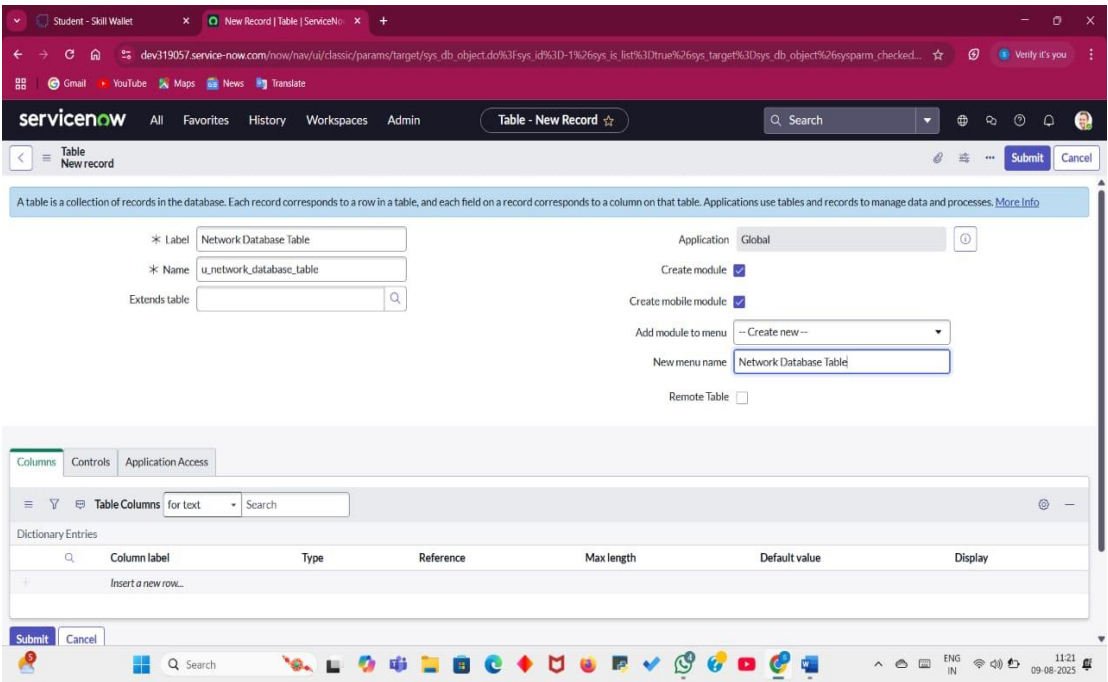 Student - Skill Wallet
New Record | Table | ServiceNo
dev319057.service-now.com/now/nav/ui/classic/params/target/sys_db_object.do%3Fsys_id%3D-1%26sys_is_list%3Dtrue%26sys_target%3Dsys_db_object%26sysparm_checked...
Verify it's you
Gmail YouTube Maps News Translate
servicenow All Favorites History Workspaces Admin Table - New Record Search
Table
New record
Submit Cancel
A table is a collection of records in the database. Each record corresponds to a row in a table, and each field on a record corresponds to a column on that table. Applications use tables and records to manage data and processes. More Info
Label Network Database Table Application Global
Name u_network_database_table Create module
Extends table Create mobile module
Add module to menu -- Create new --
New menu name Network Database Table
Remote Table
Columns Controls Application Access
Table Columns for text Search
Dictionary Entries
Column label Type Reference Max length Default value Display
Insert a new row...
Submit Cancel
Search
ENG
IN
11:21
09-08-2025